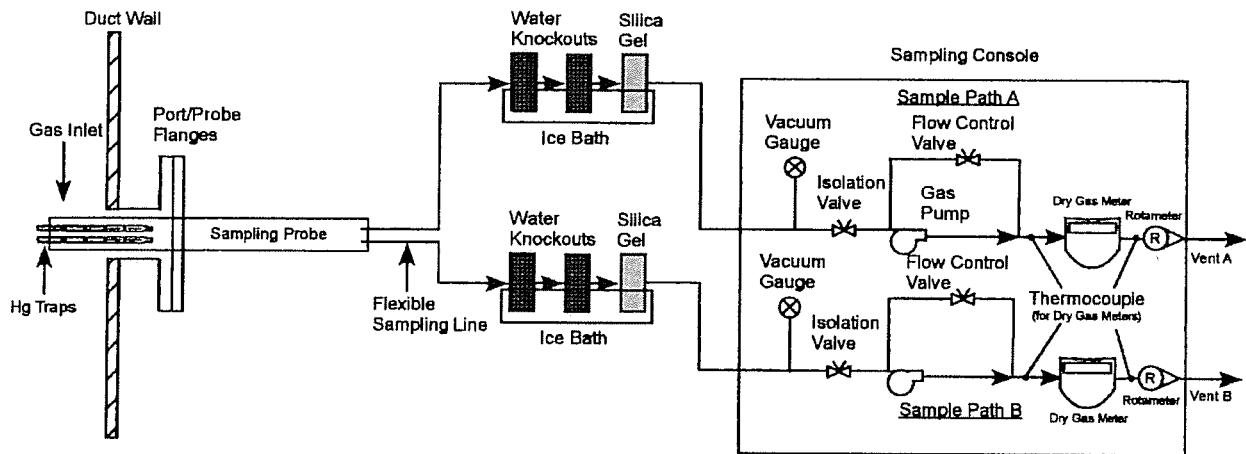 Duct Wall
Gas Inlet
Port/Probe
Flanges
Hg Traps
Sampling Probe
Flexible
Sampling Line
Water
Knockouts
Silica
Gel
Ice Bath
Water
Knockouts
Silica
Gel
Ice Bath
Sampling Console
Sample Path A
Vacuum
Gauge
Isolation
Valve
Flow Control
Valve
Gas
Pump
Dry Gas Meter
Rotameter
R
Vent A
Vacuum
Gauge
Isolation
Valve
Flow Control
Valve
Thermocouple
(for Dry Gas Meters)
Sample Path B
Dry Gas Meter
Rotameter
R
Vent B